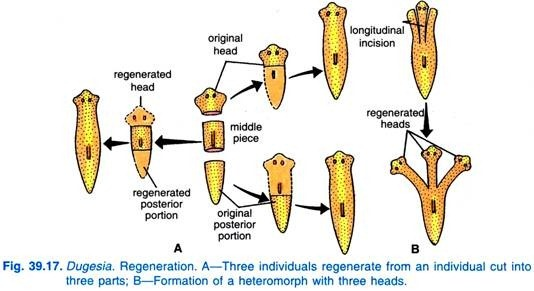 original
head
longitudinal
incision
regenerated
head
regenerated
heads
middle
piece
regenerated
posterior
portion
original
posterior
portion
A
B
Fig. 39.17. Dugesia. Regeneration. A—Three individuals regenerate from an individual cut into
three parts; B—Formation of a heteromorph with three heads.